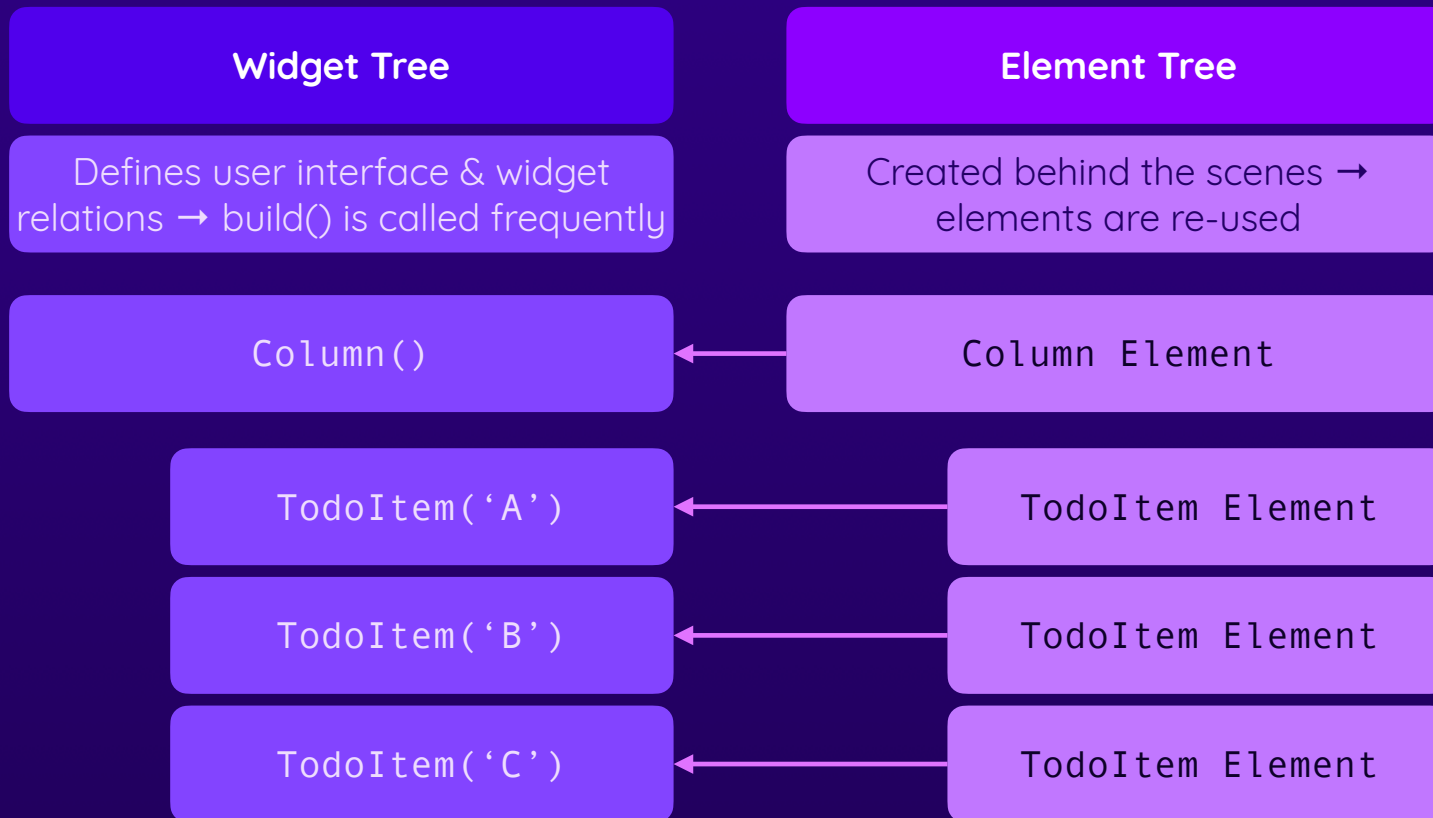 Widget Tree
Element Tree
Defines user interface & widget
relations → build() is called frequently
Created behind the scenes →
elements are re-used
Column()
Column Element
TodoItem(‘A’)
TodoItem Element
TodoItem(‘B’)
TodoItem Element
TodoItem(‘C’)
TodoItem Element